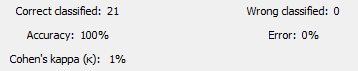 Correct classified: 21 Wrong classified: 0
Accuracy: 100% Error: 0%
Cohen's kappa (κ): 1%